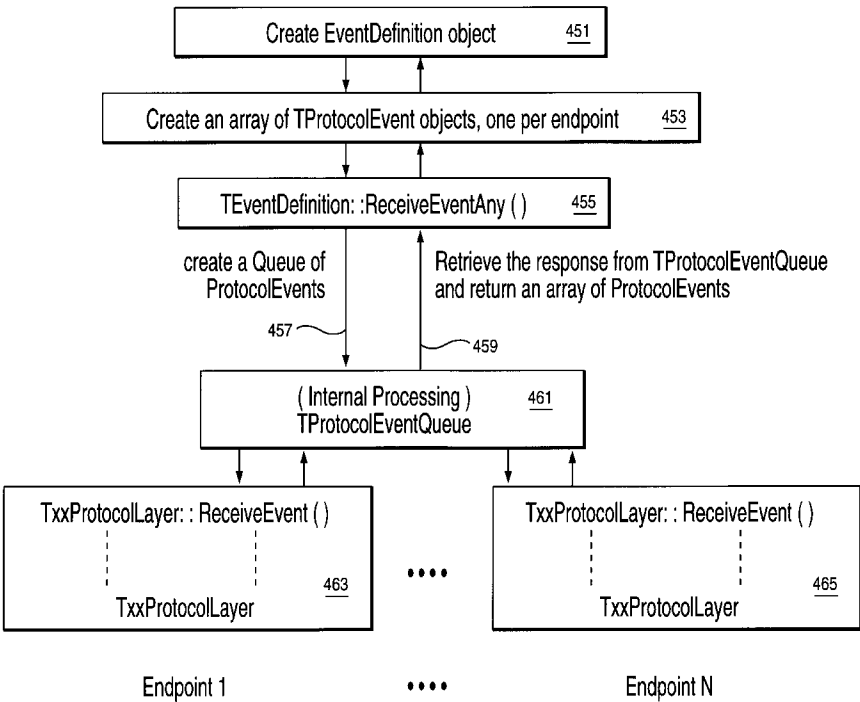 Create EventDefinition object 451
Create an array of TProtocolEvent objects, one per endpoint 453
TEventDefinition: :ReceiveEventAny ( ) 455
create a Queue of
ProtocolEvents
Retrieve the response from TProtocolEventQueue
and return an array of ProtocolEvents
457
459
( Internal Processing ) 461
TProtocolEventQueue
TxxProtocolLayer: : ReceiveEvent ( )
463
TxxProtocolLayer
TxxProtocolLayer: : ReceiveEvent ( )
465
TxxProtocolLayer
Endpoint 1
Endpoint N